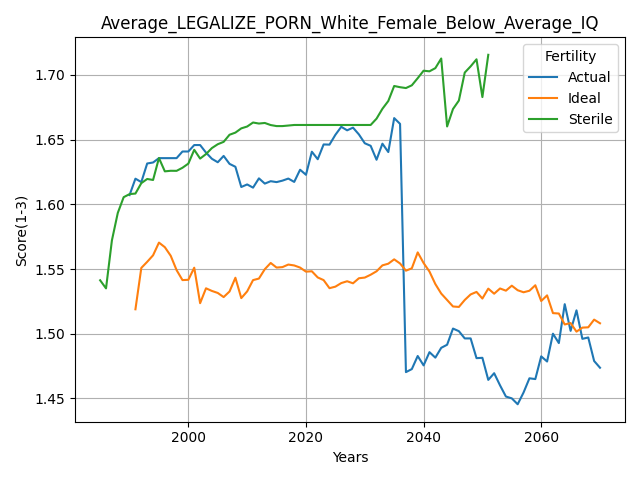 Average_LEGALIZE_PORN_White_Female_Below_Average_IQ
Fertility
Actual
Ideal
Sterile
Score(1-3)
1.70
1.65
1.60
1.55
1.50
1.45
2000
2020
2040
2060
Years